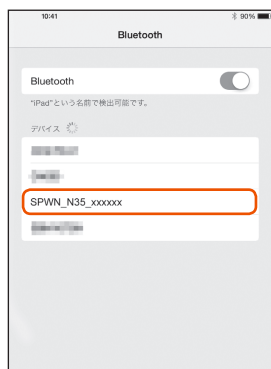 10:41
90%
Bluetooth
Bluetooth
“iPad”という名前で検出可能です。
デバイス
SPWN_N35_xxxxxx